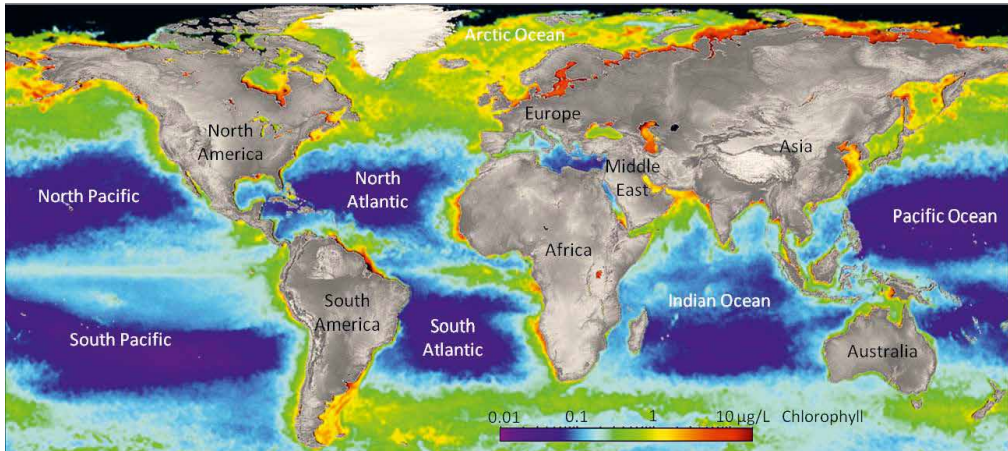 Arctic Ocean
North
America
Europe
Asia
Middle
East
North Pacific
North
Atlantic
Pacific Ocean
Africa
South
America
Indian Ocean
South Pacific
South
Atlantic
Australia
0.01 0.1 1 10 µg/L Chlorophyll